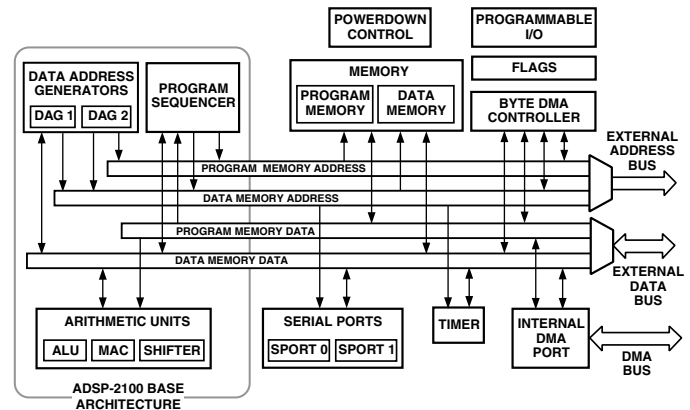 POWERDOWN
CONTROL
PROGRAMMABLE
I/O
FLAGS
DATA ADDRESS
GENERATORS
DAG 1
DAG 2
PROGRAM
SEQUENCER
MEMORY
PROGRAM
MEMORY
DATA
MEMORY
BYTE DMA
CONTROLLER
EXTERNAL
ADDRESS
BUS
PROGRAM MEMORY ADDRESS
DATA MEMORY ADDRESS
PROGRAM MEMORY DATA
DATA MEMORY DATA
EXTERNAL
DATA
BUS
ARITHMETIC UNITS
ALU
MAC
SHIFTER
SERIAL PORTS
SPORT 0
SPORT 1
TIMER
INTERNAL
DMA
PORT
DMA
BUS
ADSP-2100 BASE
ARCHITECTURE